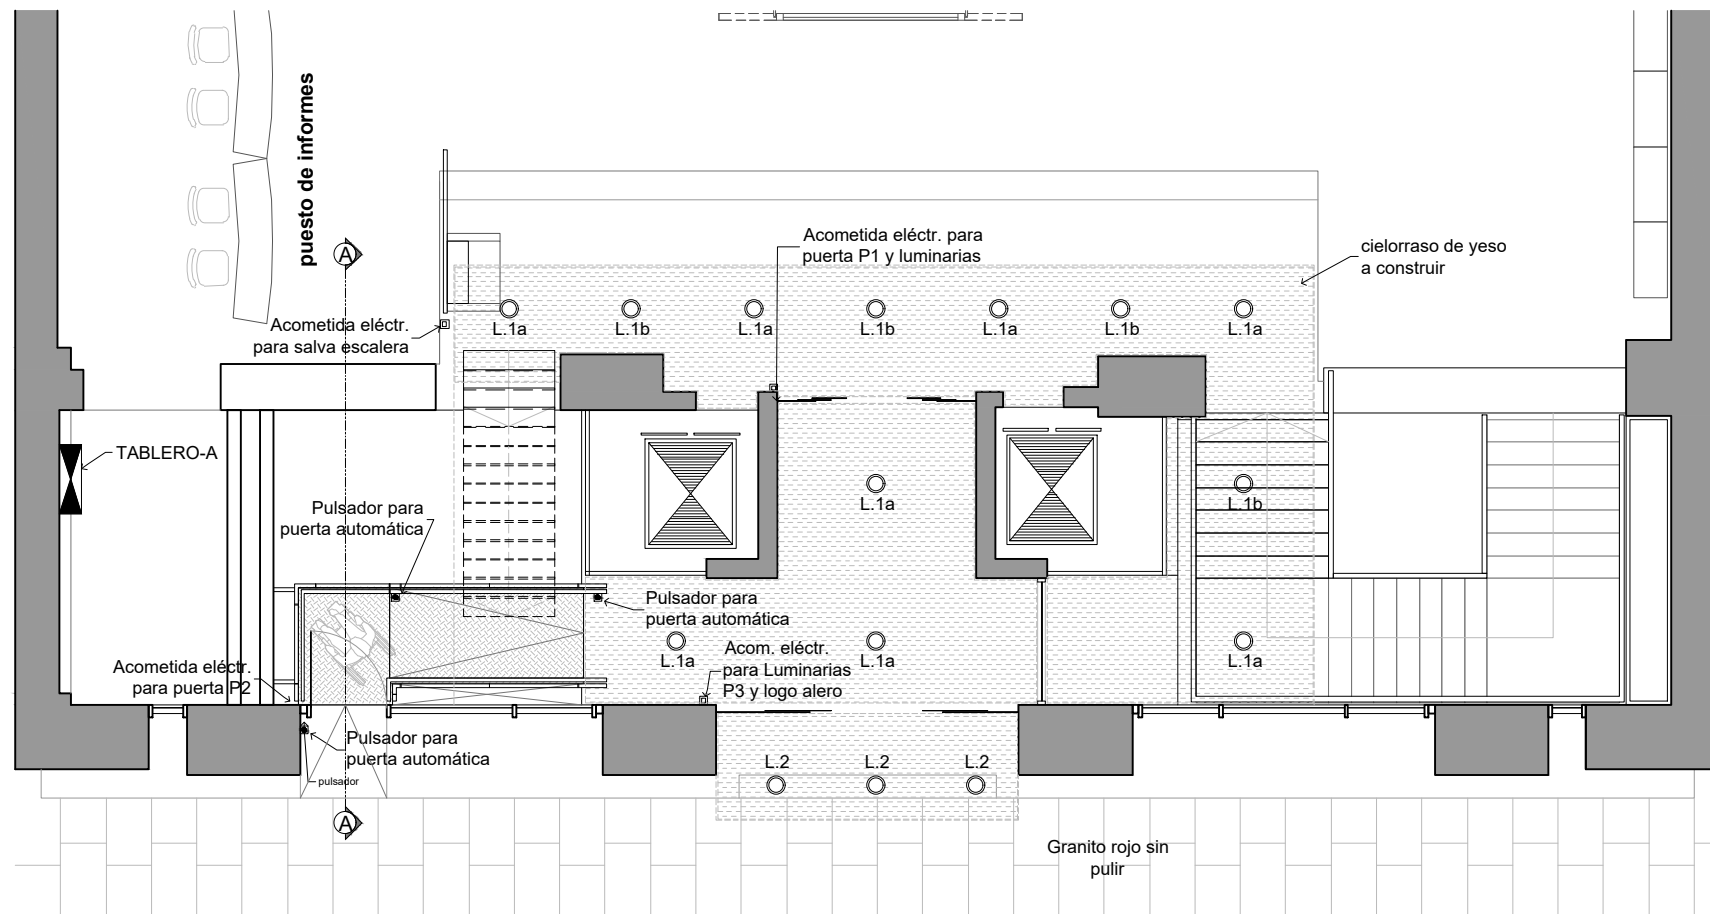 puesto de informes
A
Acometida eléctr. para
puerta P1 y luminarias
cielorraso de yeso
a construir
Acometida eléctr.
para salva escalera
L.1a
L.1b
L.1a
L.1b
L.1a
L.1b
L.1a
TABLERO-A
Pulsador para
puerta automática
L.1a
L.1b
Pulsador para
puerta automática
Acom. eléctr.
para Luminarias
P3 y logo alero
L.1a
L.1a
L.1a
Acometida eléctr.
para puerta P2
Pulsador para
puerta automática
pulsador
L.2
L.2
L.2
A
Granito rojo sin
pulir